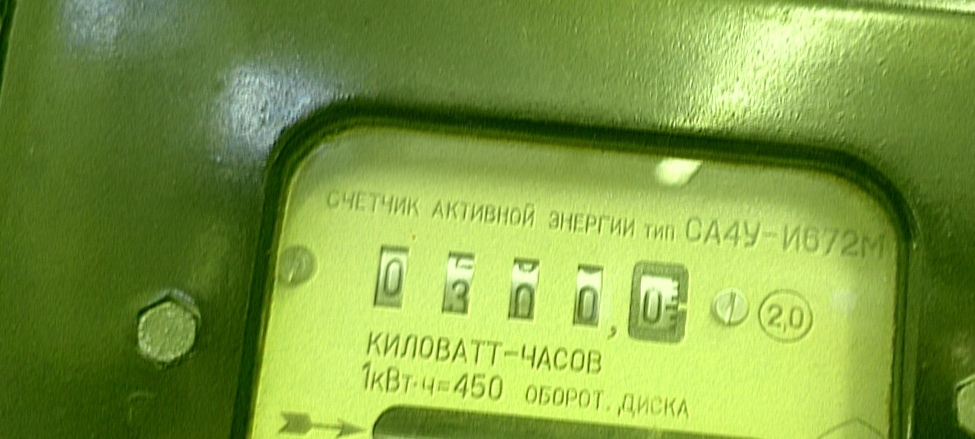 СЧЕТЧИК АКТИВНОЙ ЭНЕРГИИ тип СА4У-И672М
0 3 0 0 , 0 2,0
КИЛОВАТТ-ЧАСОВ
1кВт·ч=450 ОБОРОТ. ДИСКА